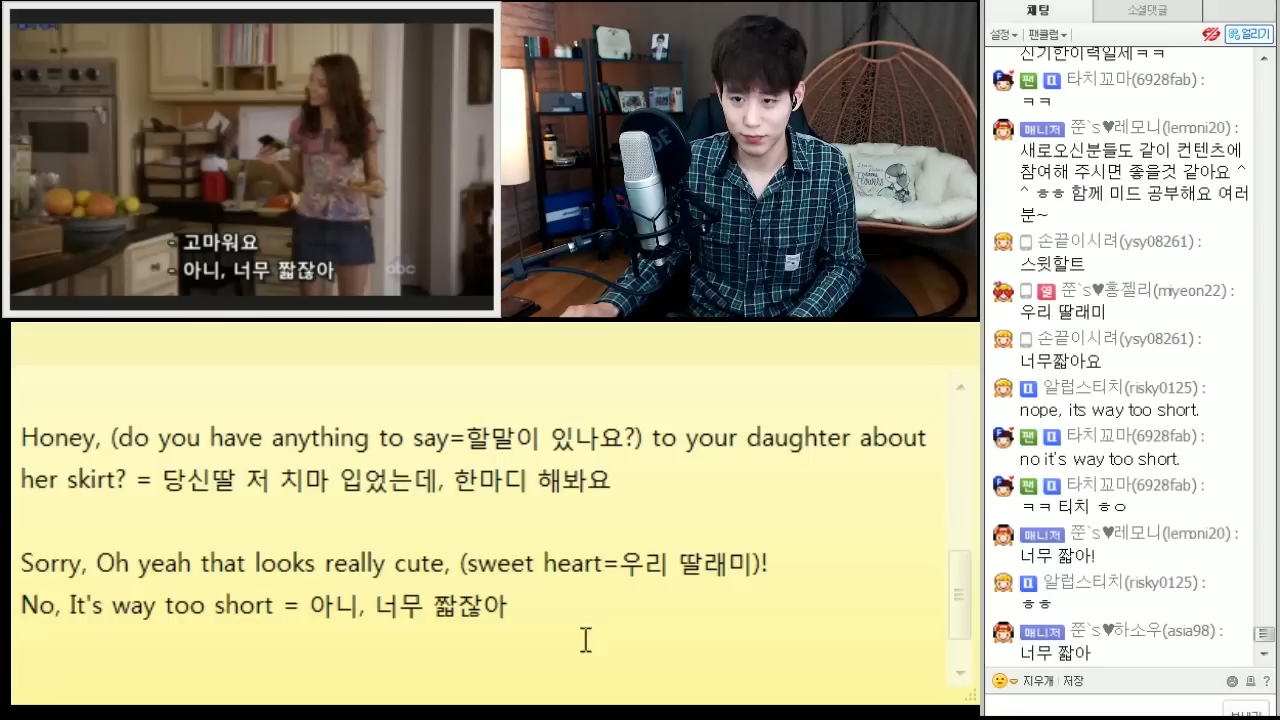 - 고마워요
- 아니, 너무 짧잖아
abc
Honey, (do you have anything to say=할말이 있나요?) to your daughter about
her skirt? = 당신딸 저 치마 입었는데, 한마디 해봐요
Sorry, Oh yeah that looks really cute, (sweet heart=우리 딸래미)!
No, It's way too short = 아니, 너무 짧잖아
채팅
소셜댓글
설정 팬클럽 얼리기
신기한이력일세ㅋㅋ
팬 타치꼬마(6928fab) :
ㅋㅋ
매니저 쭌`s♥레모니(lemoni20) :
새로오신분들도 같이 컨텐츠에
참여해 주시면 좋을것 같아요 ^
^ ㅎㅎ 함께 미드 공부해요 여러
분~
손끝이시려(ysy08261) :
스윗할트
열 쭌`s♥홍젤리(miyeon22) :
우리 딸래미
손끝이시려(ysy08261) :
너무짧아요
알럽스티치(risky0125) :
nope, its way too short.
팬 타치꼬마(6928fab) :
no it's way too short.
팬 타치꼬마(6928fab) :
ㅋㅋ 티치 ㅎㅇ
매니저 쭌`s♥레모니(lemoni20) :
너무 짧아!
알럽스티치(risky0125) :
ㅎㅎ
매니저 쭌`s♥하소우(asia98) :
너무 짧아
지우개 저장 ?